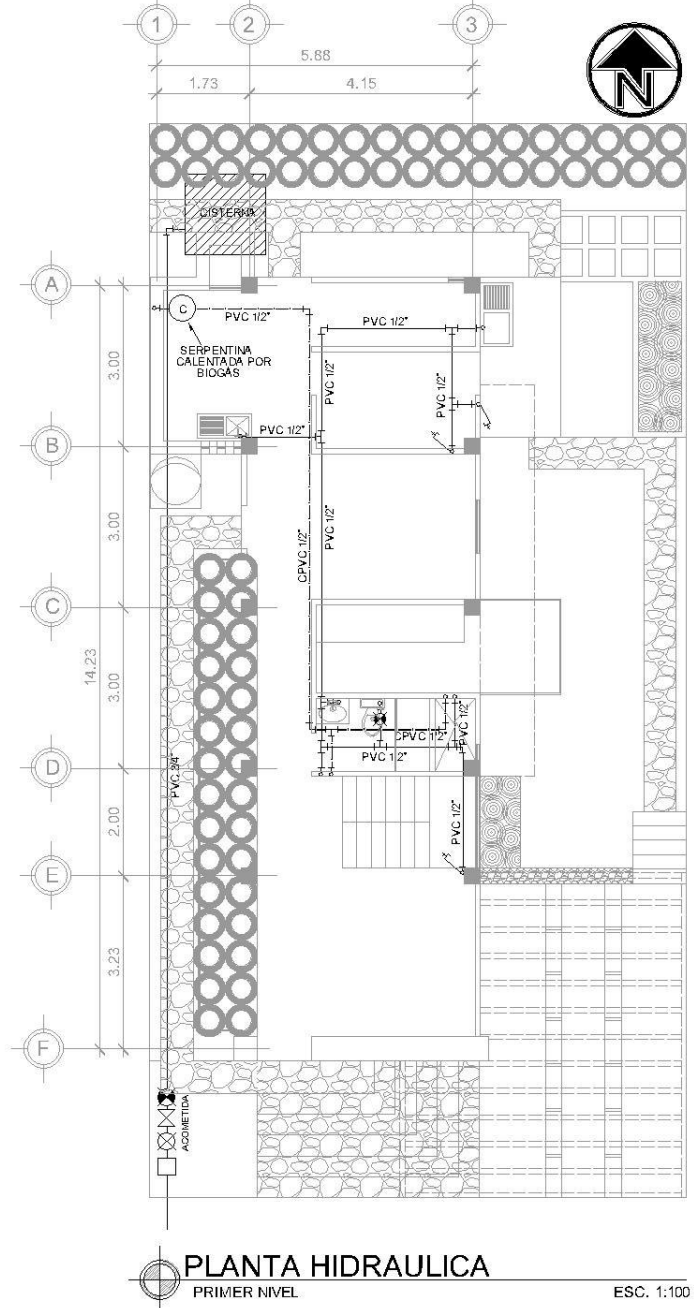 1 2 3
5.88
1.73 4.15
N
CISTERNA
A
C
PVC 1/2"
PVC 1/2"
SERPENTINA
CALENTADA POR
BIOGAS
PVC 1/2"
PVC 1/2"
3.00
PVC 1/2"
B
3.00
CPVC 1/2"
PVC 1/2"
C
14.23
3.00
PVC 1/2"
CPVC 1/2"
PVC 1/2"
D
PVC 3/4"
2.00
PVC 1/2"
E
3.23
F
ACOMETIDA
PLANTA HIDRAULICA
PRIMER NIVEL
ESC. 1:100